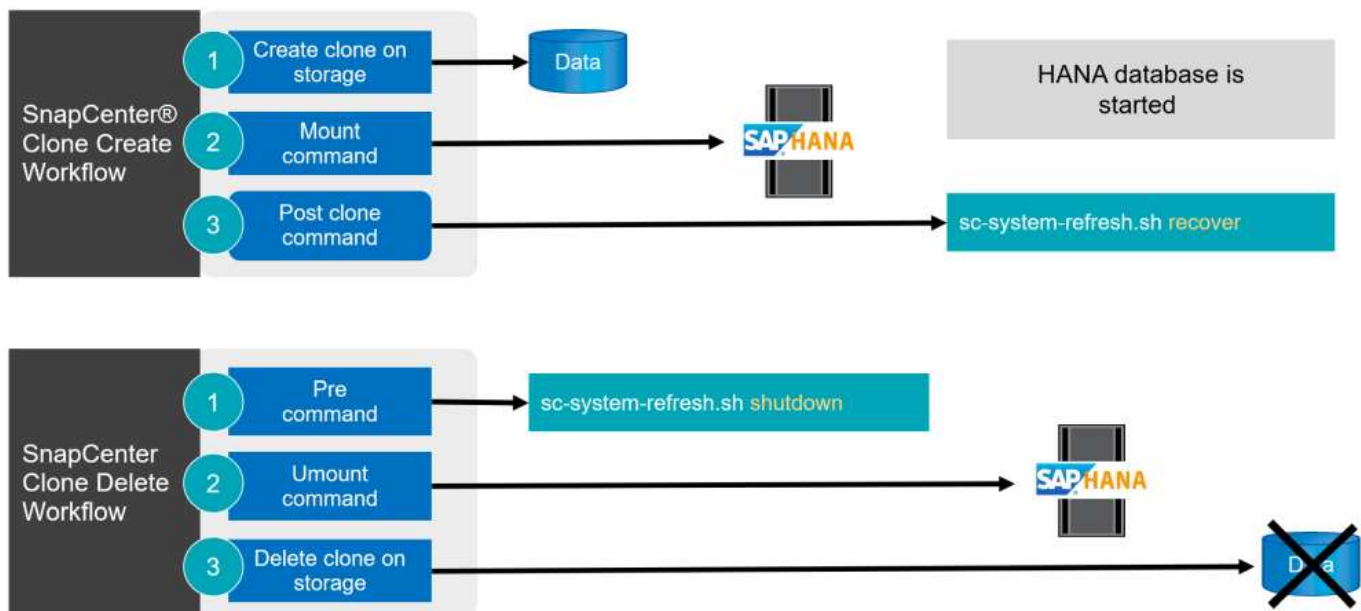 SnapCenter®
Clone Create
Workflow
1
Create clone on
storage
Data
2
Mount
command
SAP HANA
3
Post clone
command
HANA database is
started
sc-system-refresh.sh recover
SnapCenter
Clone Delete
Workflow
1
Pre
command
sc-system-refresh.sh shutdown
2
Umount
command
SAP HANA
3
Delete clone on
storage
Data